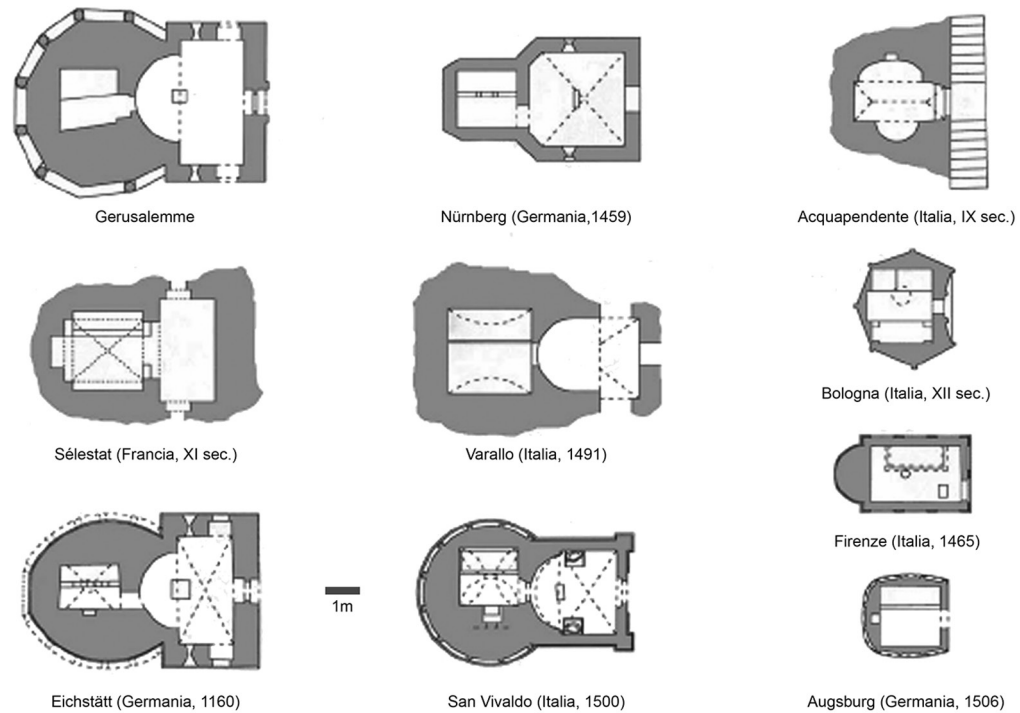 Gerusalemme
Nürnberg (Germania,1459)
Acquapendente (Italia, IX sec.)
Sélestat (Francia, XI sec.)
Varallo (Italia, 1491)
Bologna (Italia, XII sec.)
Firenze (Italia, 1465)
1m
Eichstätt (Germania, 1160)
San Vivaldo (Italia, 1500)
Augsburg (Germania, 1506)